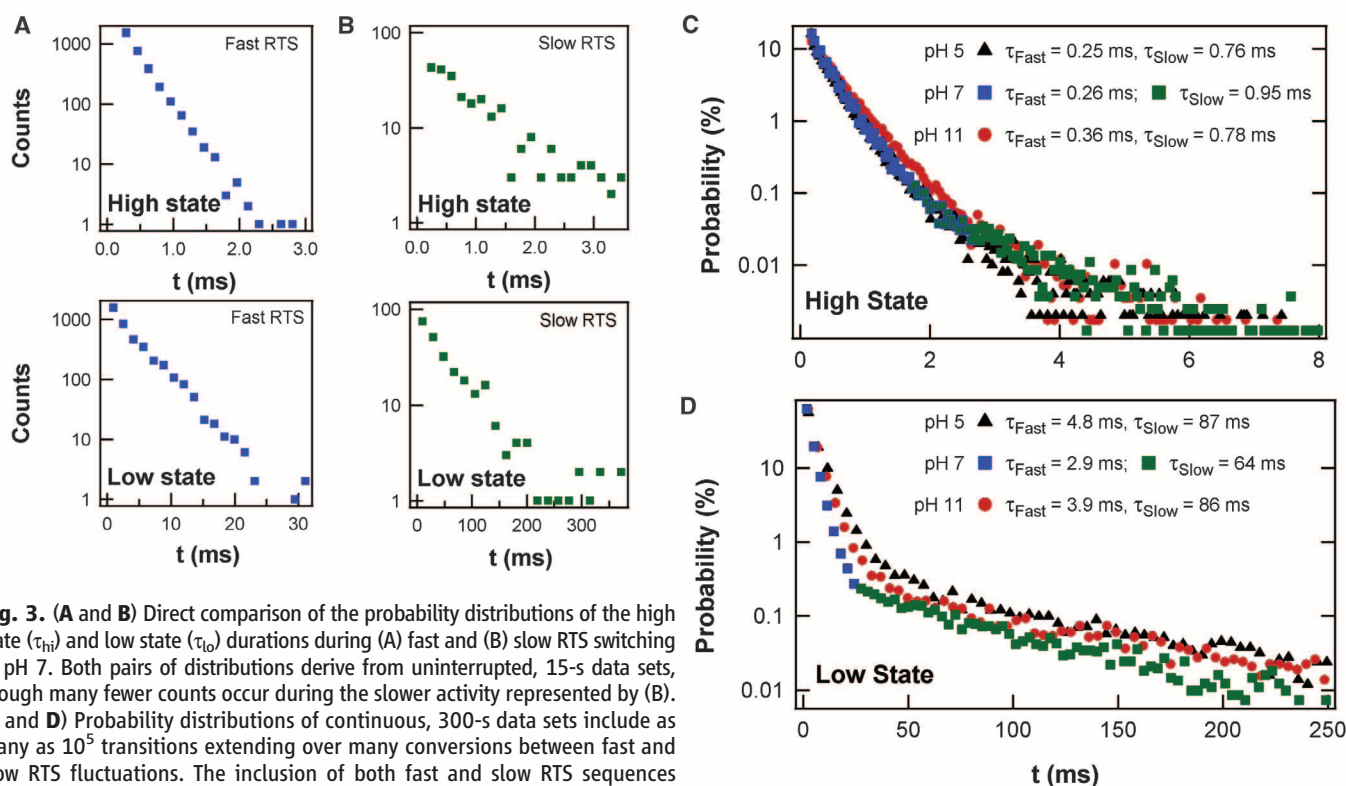 A
Fast RTS
1000
100
10
1
Counts
High state
0.0 1.0 2.0 3.0
t (ms)
Fast RTS
1000
100
10
1
Counts
Low state
0 10 20 30
t (ms)
B
Slow RTS
100
10
1
High state
0.0 1.0 2.0 3.0
t (ms)
Slow RTS
100
10
1
Low state
0 100 200 300
t (ms)
C
10
1
0.1
0.01
Probability (%)
pH 5 ▲ τFast = 0.25 ms, τSlow = 0.76 ms
pH 7 ■ τFast = 0.26 ms; ■ τSlow = 0.95 ms
pH 11 ● τFast = 0.36 ms, τSlow = 0.78 ms
High State
0 2 4 6 8
D
10
1
0.1
0.01
Probability (%)
pH 5 ▲ τFast = 4.8 ms, τSlow = 87 ms
pH 7 ■ τFast = 2.9 ms; ■ τSlow = 64 ms
pH 11 ● τFast = 3.9 ms, τSlow = 86 ms
Low State
0 50 100 150 200 250
t (ms)
g. 3. (A and B) Direct comparison of the probability distributions of the high
ate (τhi) and low state (τlo) durations during (A) fast and (B) slow RTS switching
pH 7. Both pairs of distributions derive from uninterrupted, 15-s data sets,
ough many fewer counts occur during the slower activity represented by (B).
and D) Probability distributions of continuous, 300-s data sets include as
any as 10⁵ transitions extending over many conversions between fast and
ow RTS fluctuations. The inclusion of both fast and slow RTS sequences